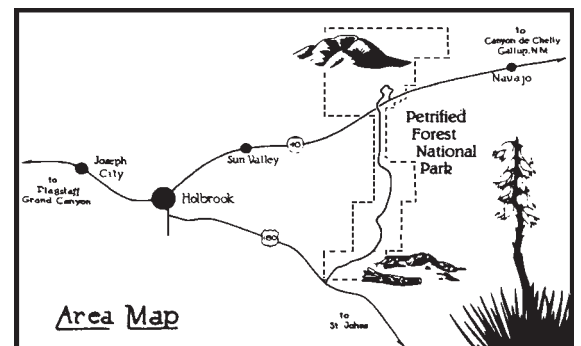 to
Canyon de Chelly
Gallup, N.M.
Navajo
Petrified
Forest
National
Park
40
Sun Valley
Joseph
City
to
Flagstaff
Grand Canyon
Holbrook
180
to
St Johns
Area Map